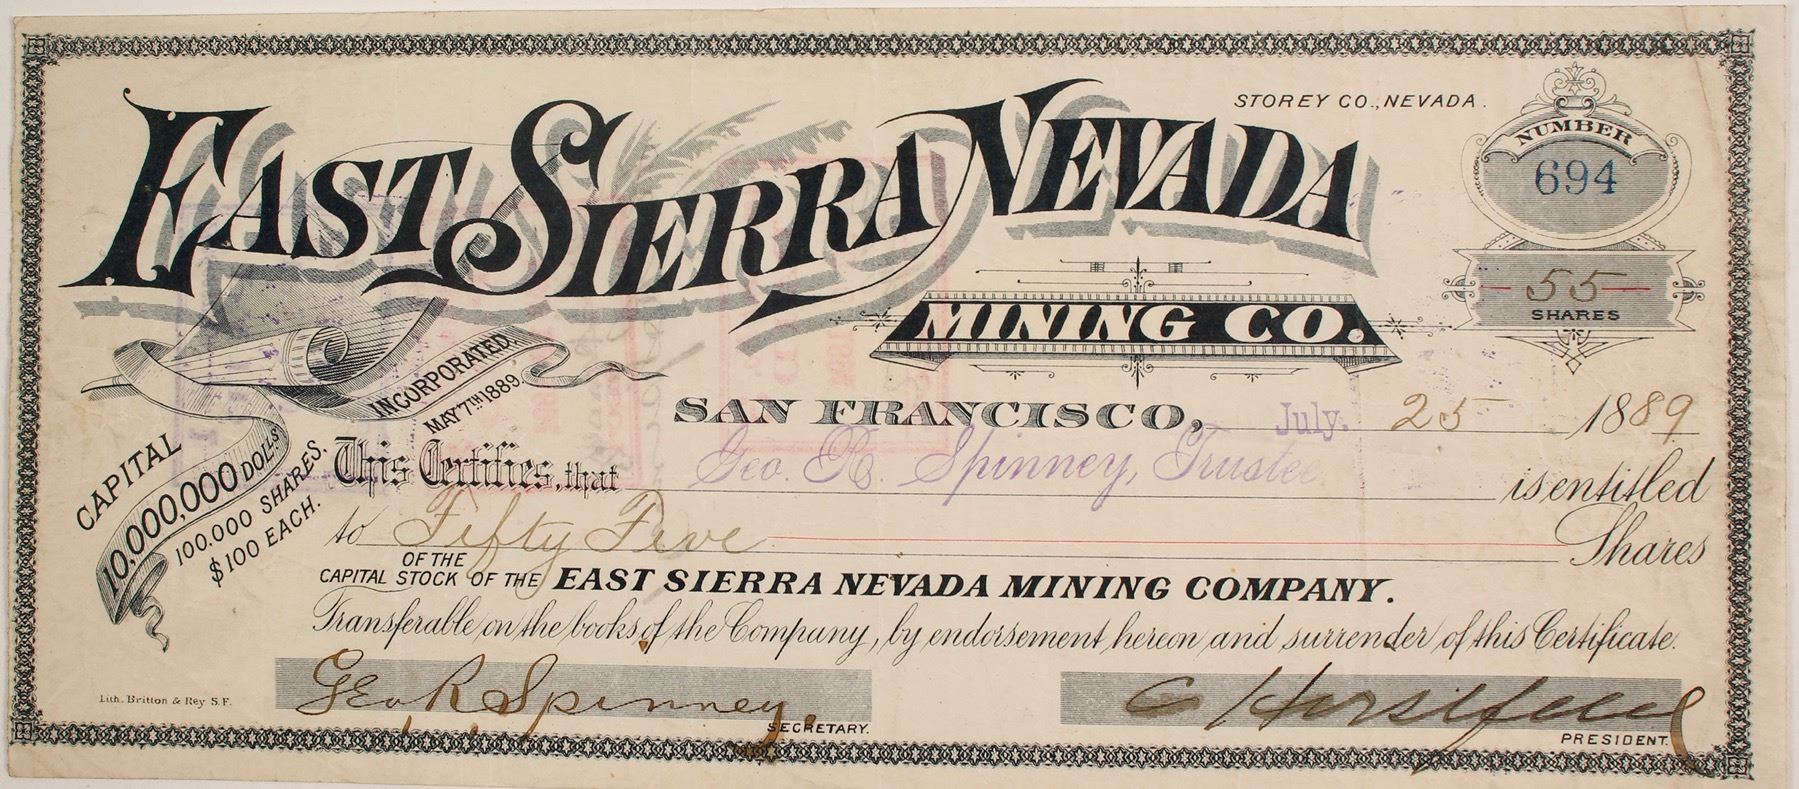 STOREY CO., NEVADA.
EAST SIERRA NEVADA
MINING CO.
NUMBER
694
55
SHARES
INCORPORATED.
MAY 7TH 1889.
CAPITAL
10,000,000 DOLLS
100,000 SHARES.
$100 EACH.
SAN FRANCISCO, July. 25 1889
This Certifies, that Geo. R. Spinney, Trustee is entitled
to Fifty Five Shares
OF THE
CAPITAL STOCK OF THE EAST SIERRA NEVADA MINING COMPANY.
Transferable on the books of the Company, by endorsement hereon and surrender of this Certificate.
Lith. Britton & Rey S.F.
Geo R Spinney
SECRETARY.
PRESIDENT.